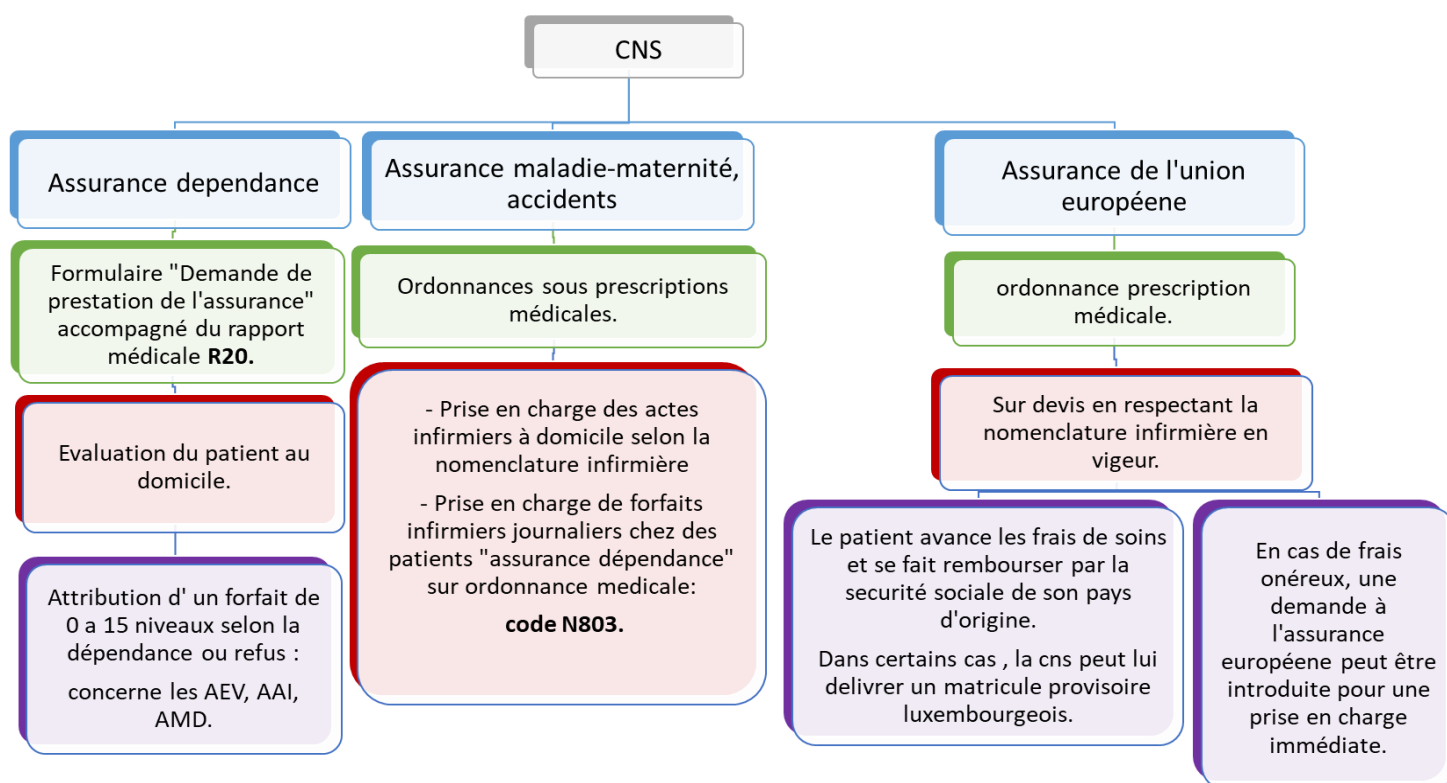 CNS
Assurance dependance
Formulaire "Demande de
prestation de l'assurance"
accompagné du rapport
médicale R20.
Evaluation du patient au
domicile.
Attribution d' un forfait de
0 a 15 niveaux selon la
dépendance ou refus :
concerne les AEV, AAI,
AMD.
Assurance maladie-maternité,
accidents
Ordonnances sous prescriptions
médicales.
- Prise en charge des actes
infirmiers à domicile selon la
nomenclature infirmière
- Prise en charge de forfaits
infirmiers journaliers chez des
patients "assurance dépendance"
sur ordonnance medicale:
code N803.
Assurance de l'union
européene
ordonnance prescription
médicale.
Sur devis en respectant la
nomenclature infirmière en
vigeur.
Le patient avance les frais de soins
et se fait rembourser par la
securité sociale de son pays
d'origine.
Dans certains cas , la cns peut lui
delivrer un matricule provisoire
luxembourgeois.
En cas de frais
onéreux, une
demande à
l'assurance
européene peut être
introduite pour une
prise en charge
immédiate.